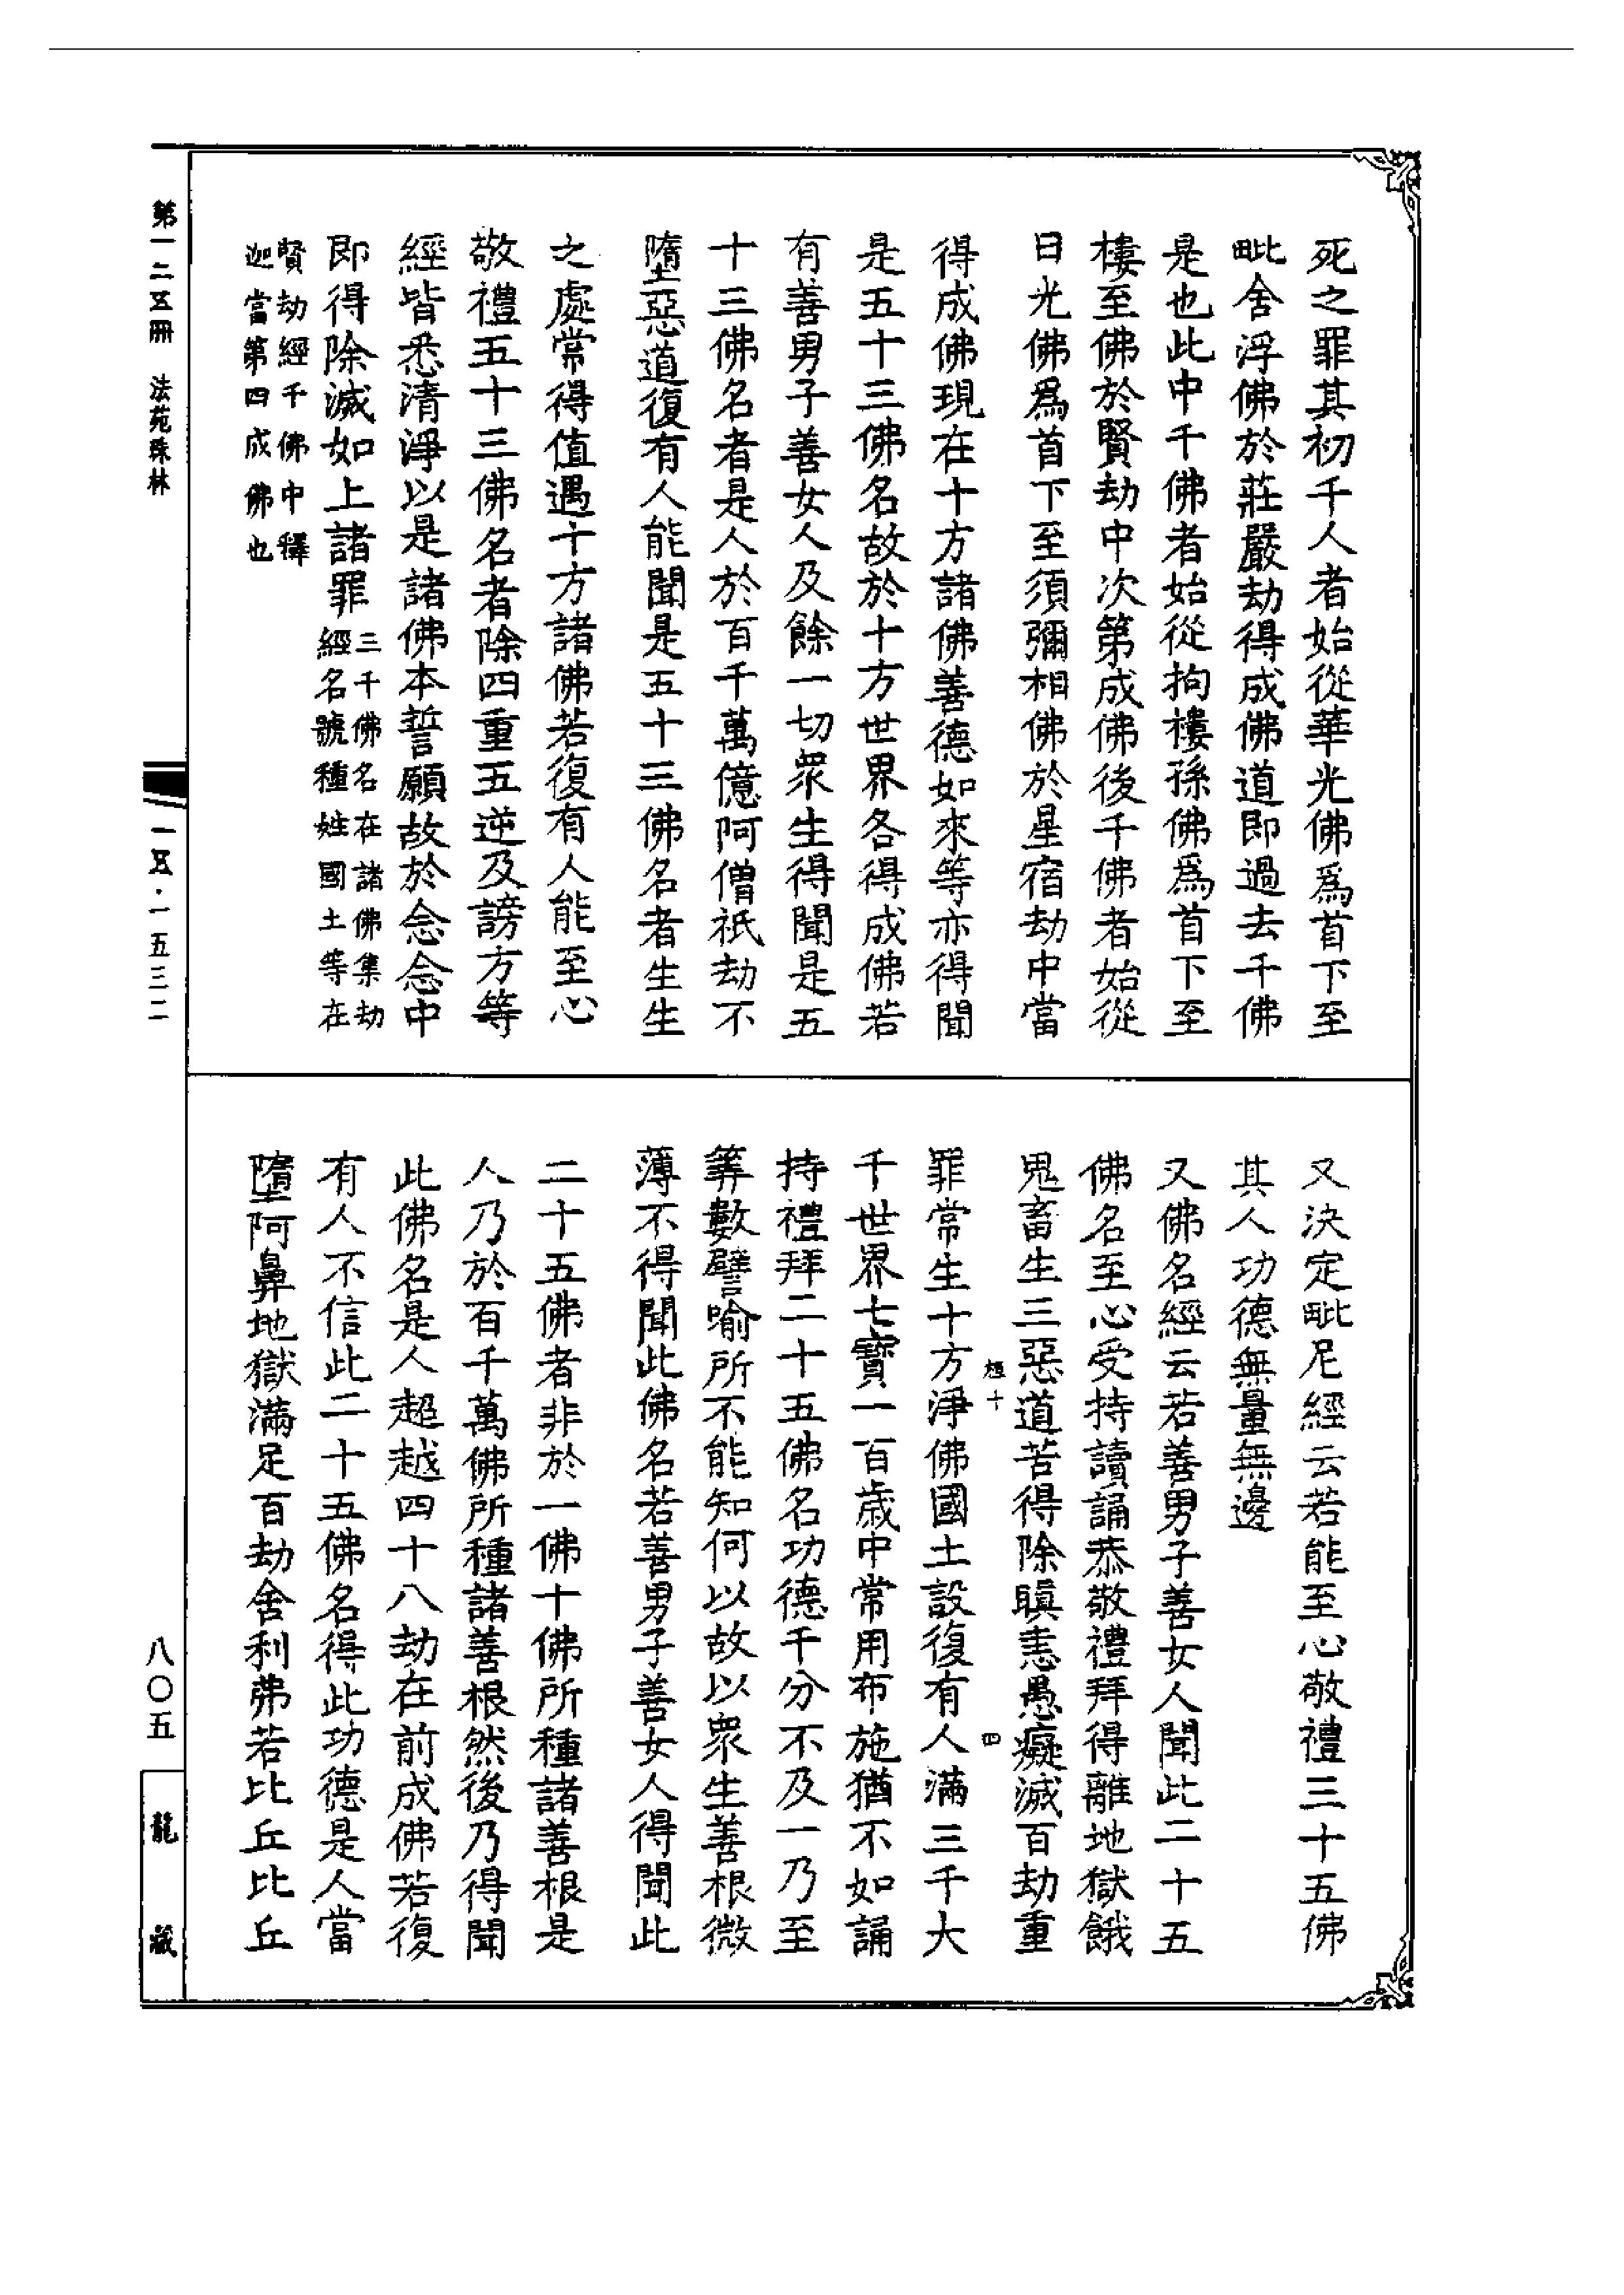 死之罪其初千人者始從華光佛爲首下至
毗舍浮佛於莊嚴劫得成佛道即過去千佛
是也此中千佛者始從拘樓孫佛爲首下至
樓至佛於賢劫中次第成佛後千佛者始從
日光佛爲首下至須彌相佛於星宿劫中當
得成佛現在十方諸佛善德如來等亦得聞
是五十三佛名故於十方世界各得成佛若
有善男子善女人及餘一切眾生得聞是五
十三佛名者是人於百千萬億阿僧祇劫不
墮惡道復有人能聞是五十三佛名者生生
之處常得值遇十方諸佛若復有人能至心
敬禮五十三佛名者除四重五逆及謗方等
經皆悉清淨以是諸佛本誓願故於念念中
即得除滅如上諸罪
三千佛名在諸佛集劫
經名號種姓國土等在
賢劫經千佛中釋
迦當第四成佛也
又決定毗尼經云若能至心敬禮三十五佛
其人功德無量無邊
又佛名經云若善男子善女人聞此二十五
佛名至心受持讀誦恭敬禮拜得離地獄餓
鬼畜生三惡道苦得除瞋恚愚癡滅百劫重
十
四
罪常生十方淨佛國土設復有人滿三千大
千世界七寶一百歲中常用布施猶不如誦
持禮拜二十五佛名功德千分不及一乃至
筭數譬喻所不能知何以故以眾生善根微
薄不得聞此佛名若善男子善女人得聞此
二十五佛者非於一佛十佛所種諸善根是
人乃於百千萬佛所種諸善根然後乃得聞
此佛名是人超越四十八劫在前成佛若復
有人不信此二十五佛名得此功德是人當
墮阿鼻地獄滿足百劫舍利弗若比丘比丘
第一二五冊 法苑珠林
一五·一五三二
八〇五
龍藏